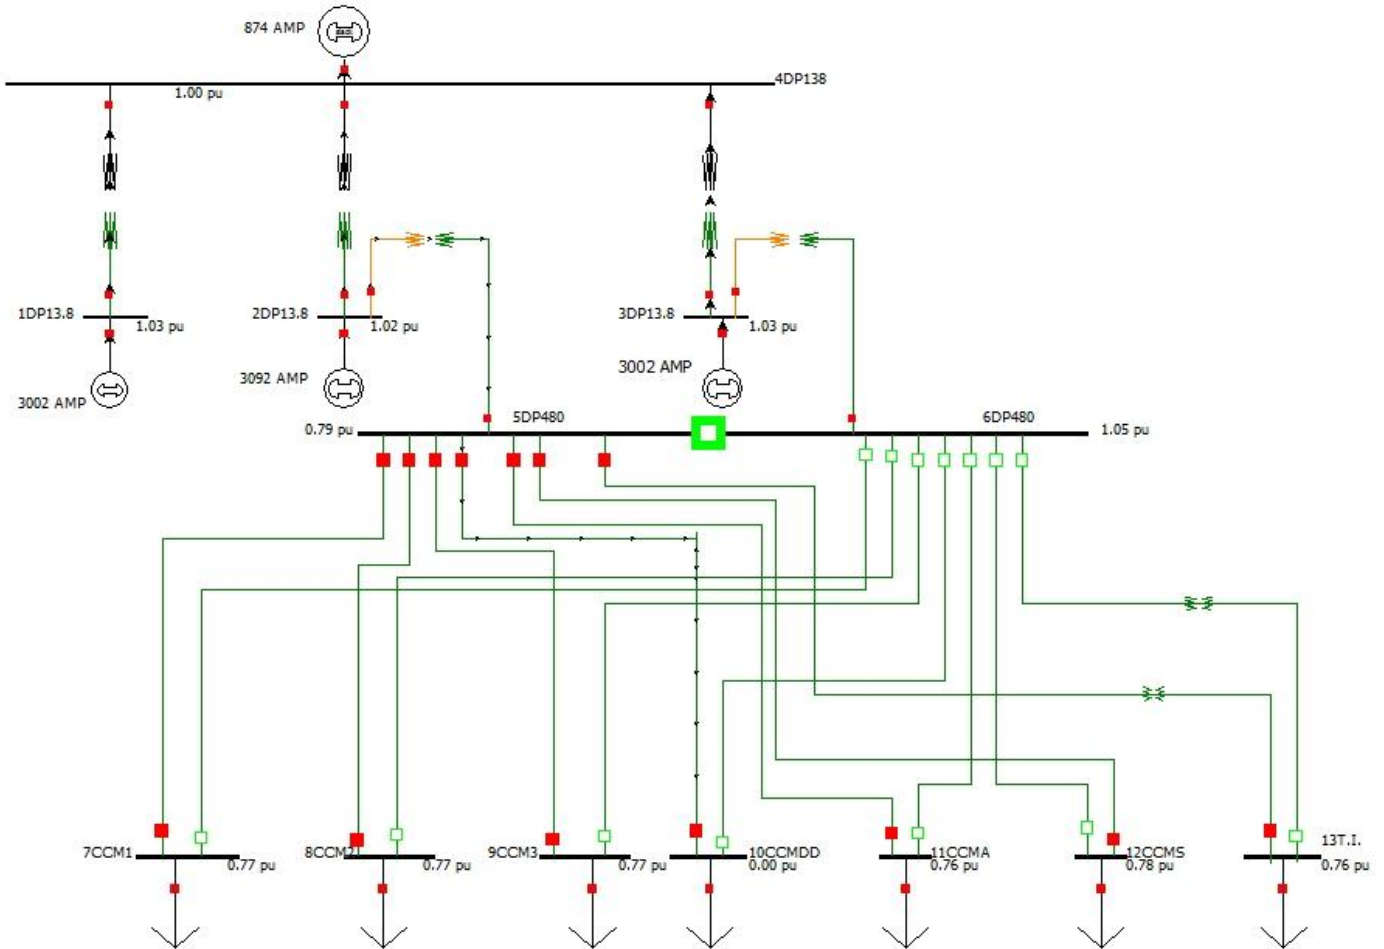 874 AMP
4DP138
1.00 pu
1DP13.8
1.03 pu
2DP13.8
1.02 pu
3DP13.8
1.03 pu
3002 AMP
3092 AMP
3002 AMP
0.79 pu
5DP480
6DP480
1.05 pu
7CCM1
0.77 pu
8CCM2
0.77 pu
9CCM3
0.77 pu
10CCMDD
0.00 pu
11CCMA
0.76 pu
12CCMS
0.78 pu
13T.I.
0.76 pu